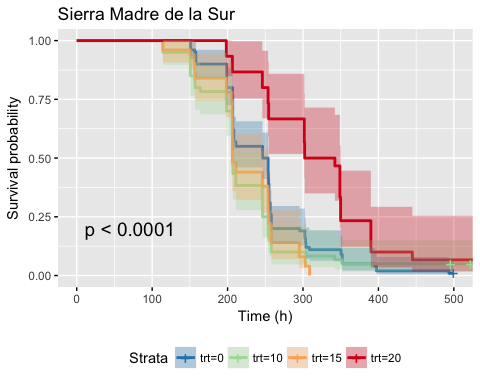 Sierra Madre de la Sur
Survival probability
1.00
0.75
0.50
0.25
0.00
p < 0.0001
0 100 200 300 400 500
Time (h)
Strata trt=0 trt=10 trt=15 trt=20